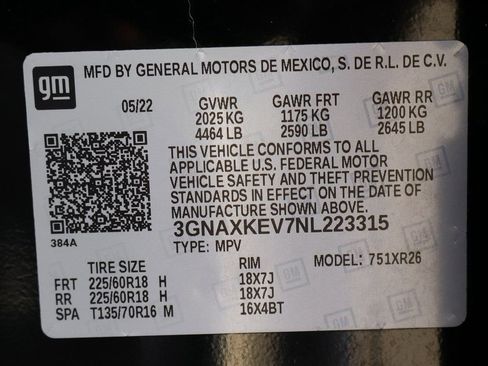 gm MFD BY GENERAL MOTORS DE MEXICO, S. DE R.L. DE C.V.
05/22 GVWR GAWR FRT GAWR RR
2025 KG 1175 KG 1200 KG
4464 LB 2590 LB 2645 LB
THIS VEHICLE CONFORMS TO ALL
APPLICABLE U.S. FEDERAL MOTOR
VEHICLE SAFETY AND THEFT PREVENTION
STANDARDS IN EFFECT ON THE DATE OF
MANUFACTURE SHOWN ABOVE.
384A 3GNAXKEV7NL223315
TYPE: MPV MODEL: 751XR26
TIRE SIZE RIM
FRT 225/60R18 H 18X7J
RR 225/60R18 H 18X7J
SPA T135/70R16 M 16X4BT